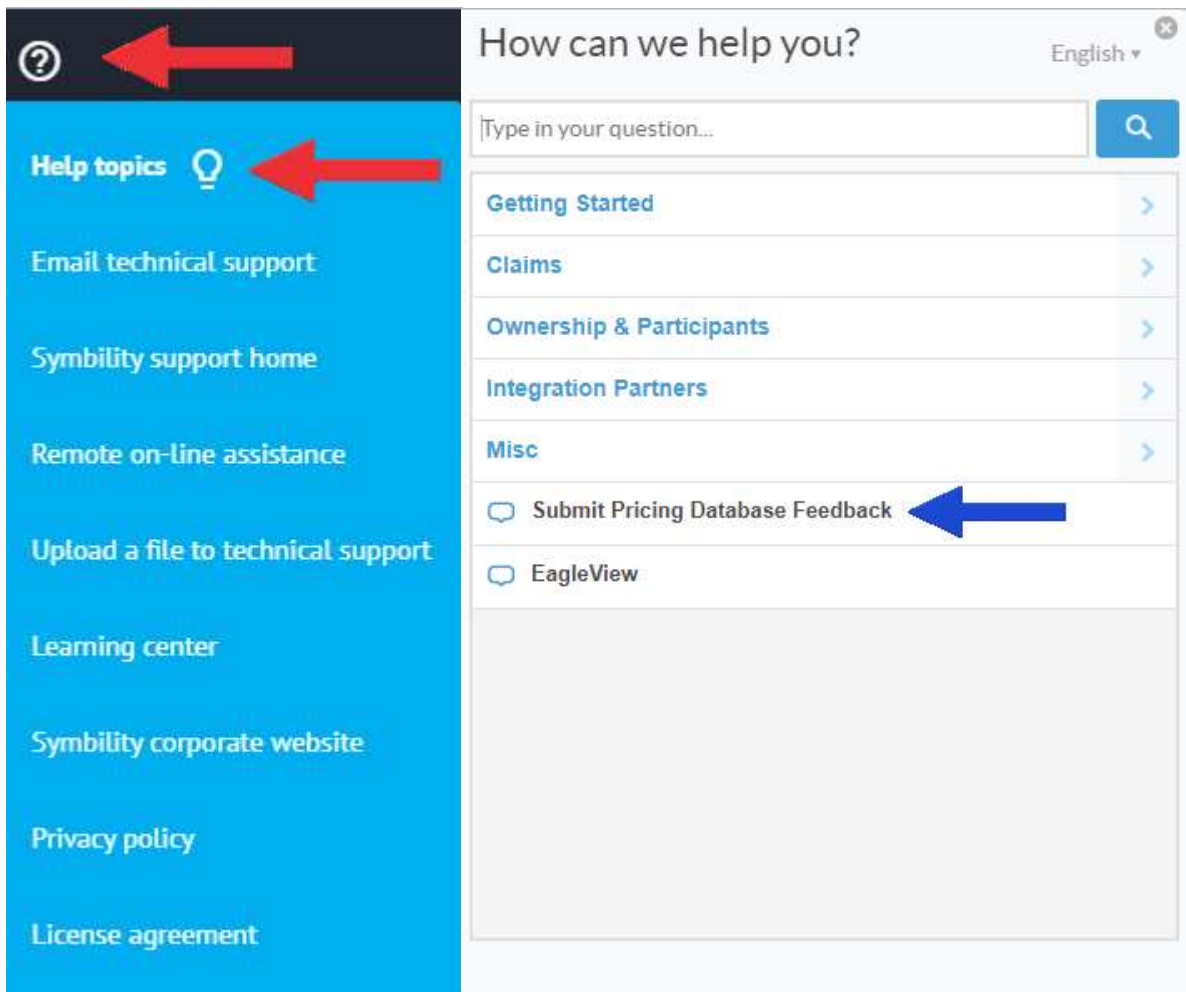 Help topics
Email technical support
Symbility support home
Remote on-line assistance
Upload a file to technical support
Learning center
Symbility corporate website
Privacy policy
License agreement
How can we help you?
English
Type in your question...
Getting Started
Claims
Ownership & Participants
Integration Partners
Misc
Submit Pricing Database Feedback
EagleView